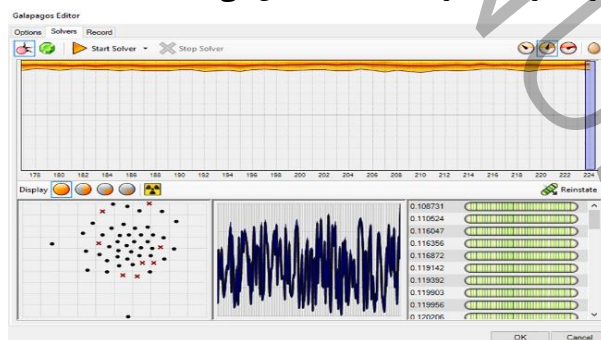 Galapagos Editor
Options Solvers Record
Start Solver Stop Solver
176 180 182 184 186 188 190 192 194 196 198 200 202 204 206 208 210 212 214 216 218 220 222 224
Display Reinstate
0.108731
0.110524
0.116047
0.116356
0.116872
0.119142
0.119392
0.119903
0.119956
0.120206
OK Cancel